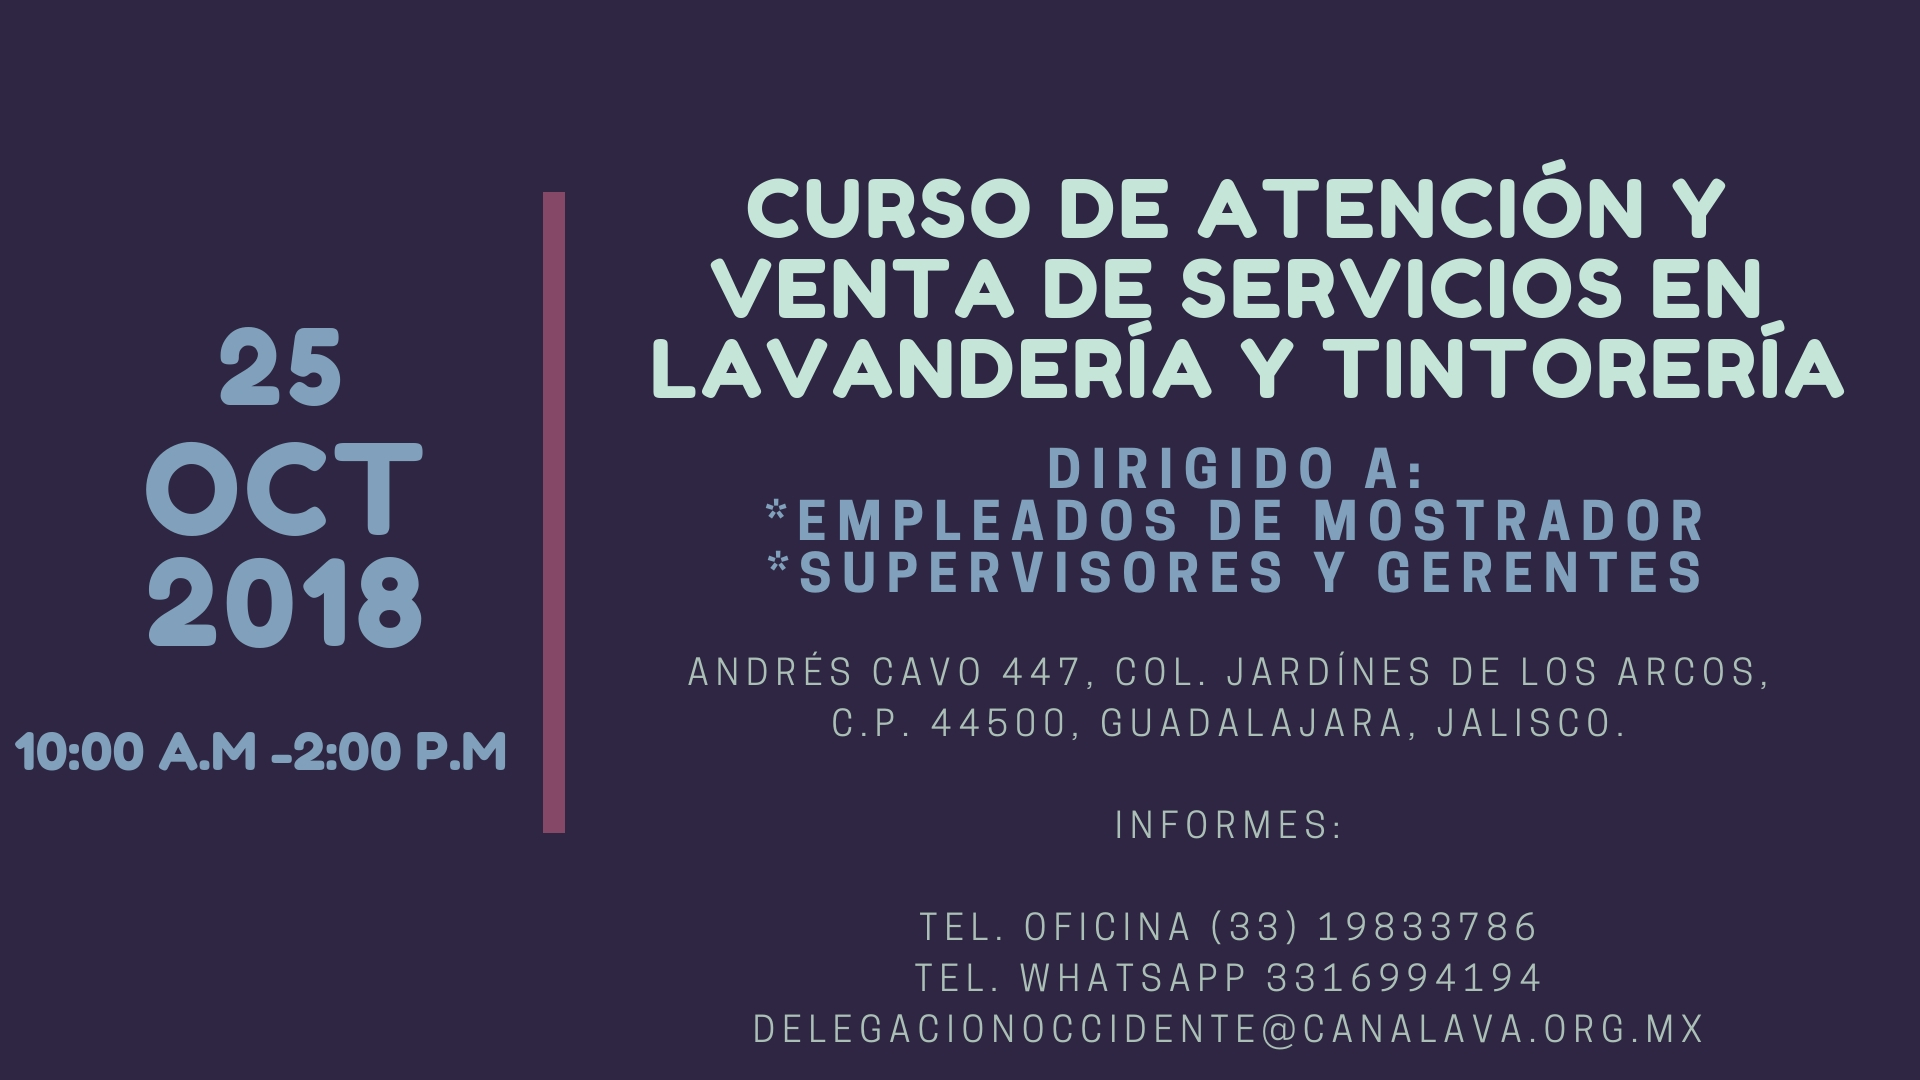 25
OCT
2018
10:00 A.M -2:00 P.M
CURSO DE ATENCIÓN Y
VENTA DE SERVICIOS EN
LAVANDERÍA Y TINTORERÍA
DIRIGIDO A:
*EMPLEADOS DE MOSTRADOR
*SUPERVISORES Y GERENTES
ANDRÉS CAVO 447, COL. JARDÍNES DE LOS ARCOS,
C.P. 44500, GUADALAJARA, JALISCO.
INFORMES:
TEL. OFICINA (33) 19833786
TEL. WHATSAPP 3316994194
DELEGACIONOCCIDENTE@CANALAVA.ORG.MX